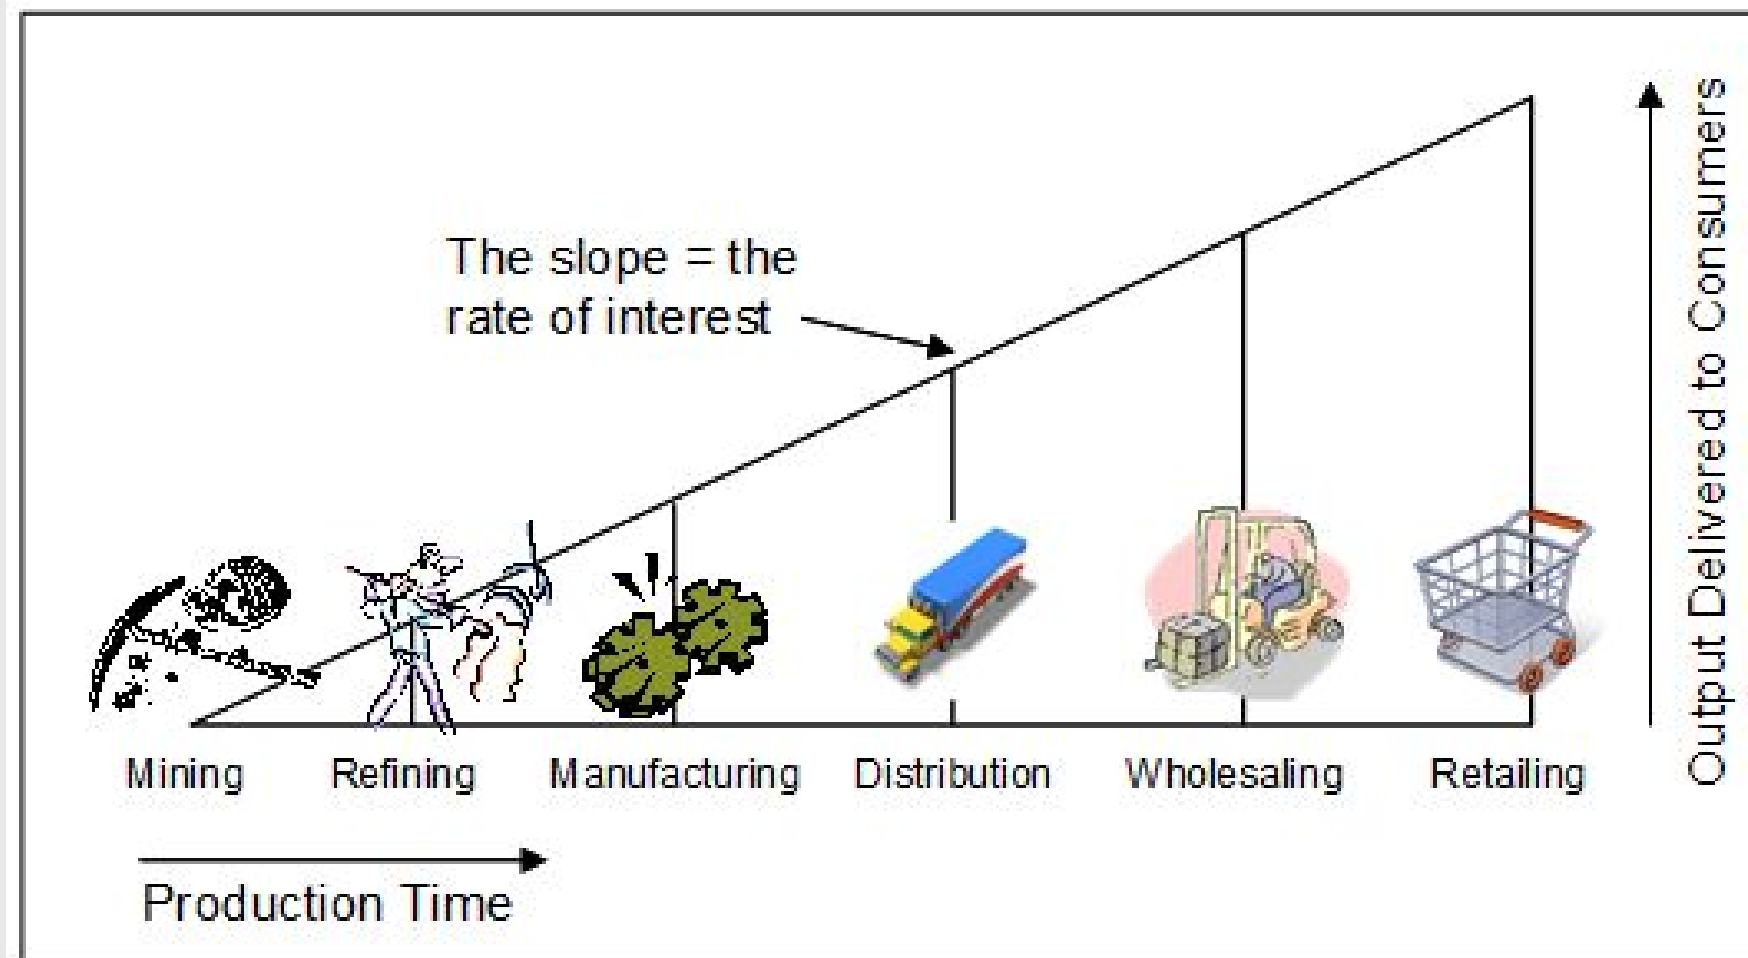 The slope = the
rate of interest
Output Delivered to Consumers
Mining Refining Manufacturing Distribution Wholesaling Retailing
Production Time